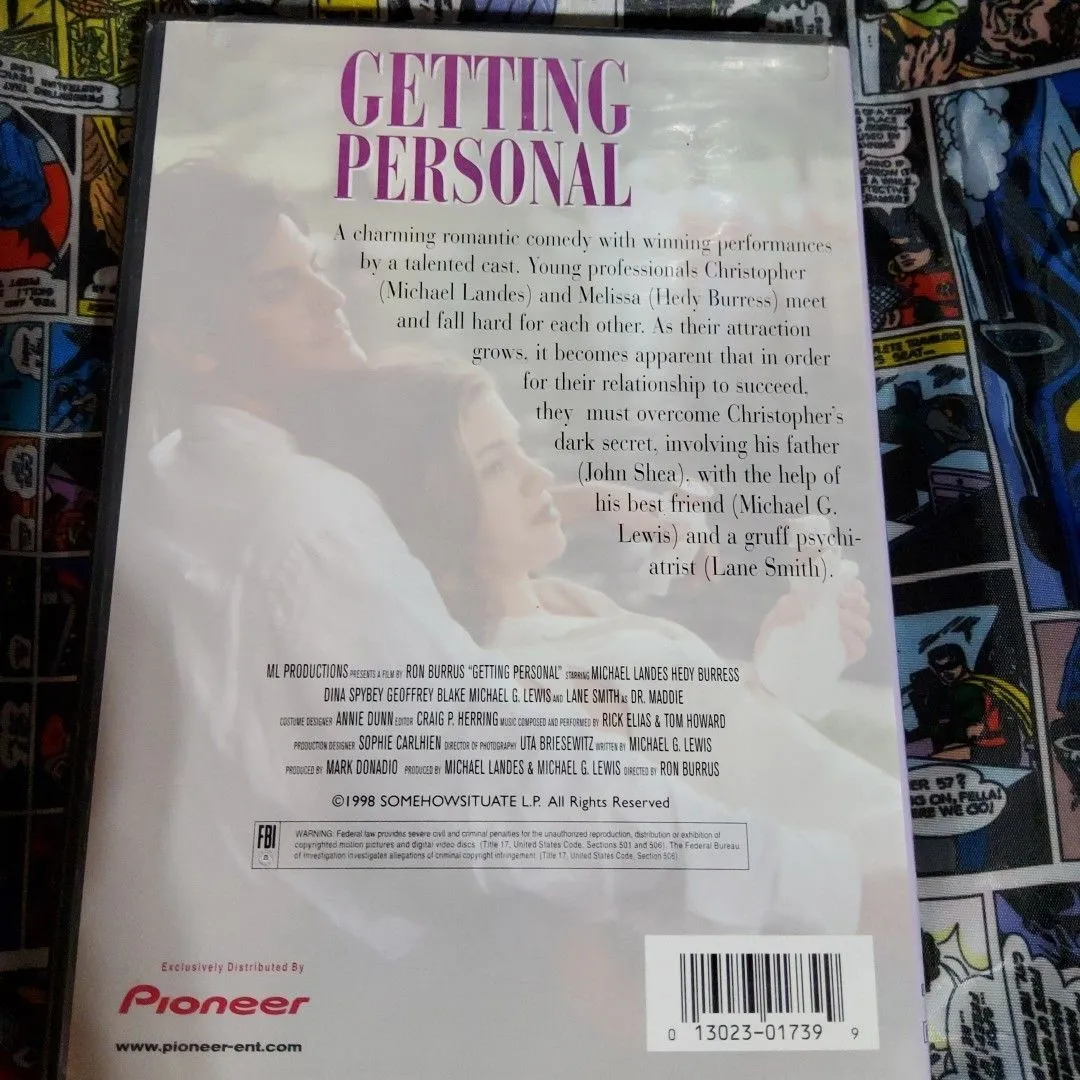 GETTING
PERSONAL
A charming romantic comedy with winning performances
by a talented cast. Young professionals Christopher
(Michael Landes) and Melissa (Hedy Burress) meet
and fall hard for each other. As their attraction
grows, it becomes apparent that in order
for their relationship to succeed,
they must overcome Christopher's
dark secret, involving his father
(John Shea), with the help of
his best friend (Michael G.
Lewis) and a gruff psychi-
atrist (Lane Smith).
ML PRODUCTIONS PRESENTS A FILM BY RON BURRUS "GETTING PERSONAL" STARRING MICHAEL LANDES HEDY BURRESS
DINA SPYBEY GEOFFREY BLAKE MICHAEL G. LEWIS AND LANE SMITH AS DR. MADDIE
COSTUME DESIGNER ANNIE DUNN EDITOR CRAIG P. HERRING MUSIC COMPOSED AND PERFORMED BY RICK ELIAS & TOM HOWARD
PRODUCTION DESIGNER SOPHIE CARLHIEN DIRECTOR OF PHOTOGRAPHY UTA BRIESEWITZ WRITTEN BY MICHAEL G. LEWIS
PRODUCED BY MARK DONADIO PRODUCED BY MICHAEL LANDES & MICHAEL G. LEWIS DIRECTED BY RON BURRUS
©1998 SOMEHOWSITUATE L.P. All Rights Reserved
FBI
WARNING: Federal law provides severe civil and criminal penalties for the unauthorized reproduction, distribution or exhibition of
copyrighted motion pictures and digital video discs (Title 17, United States Code, Sections 501 and 506). The Federal Bureau
of Investigation investigates allegations of criminal copyright infringement. (Title 17, United States Code, Section 506).
Exclusively Distributed By
Pioneer
www.pioneer-ent.com
0 13023-01739 9
ER 57?
G ON, FELLA!
ERE WE GO!